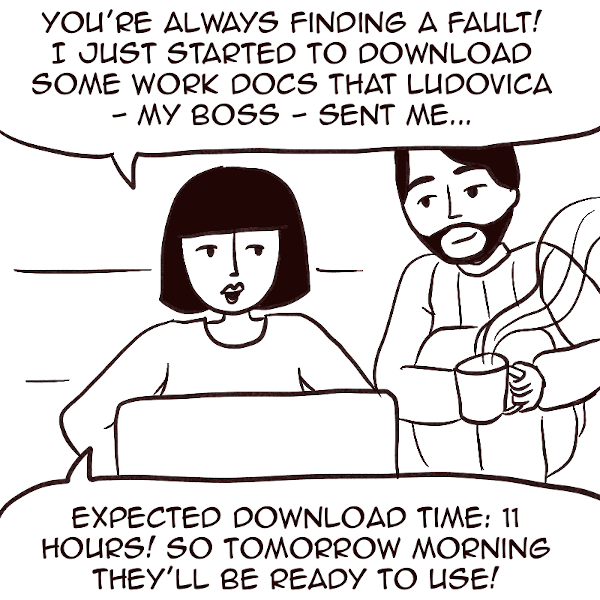 YOU'RE ALWAYS FINDING A FAULT!
I JUST STARTED TO DOWNLOAD
SOME WORK DOCS THAT LUDOVICA
- MY BOSS - SENT ME...
EXPECTED DOWNLOAD TIME: 11
HOURS! SO TOMORROW MORNING
THEY'LL BE READY TO USE!